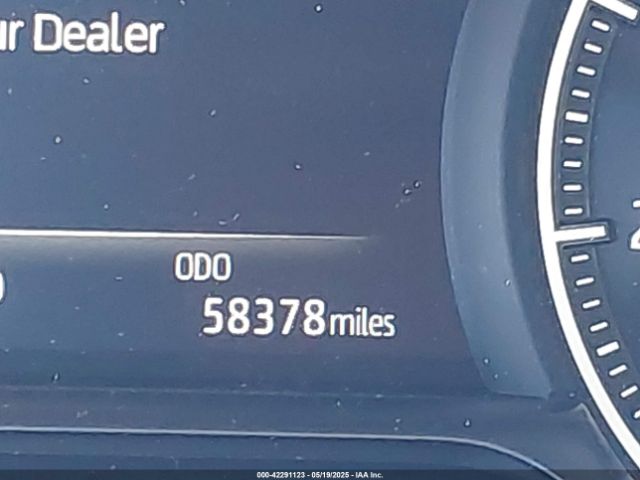 Dealer
ODO
58378miles
000-42291123 - 05/19/2025 - IAA Inc.